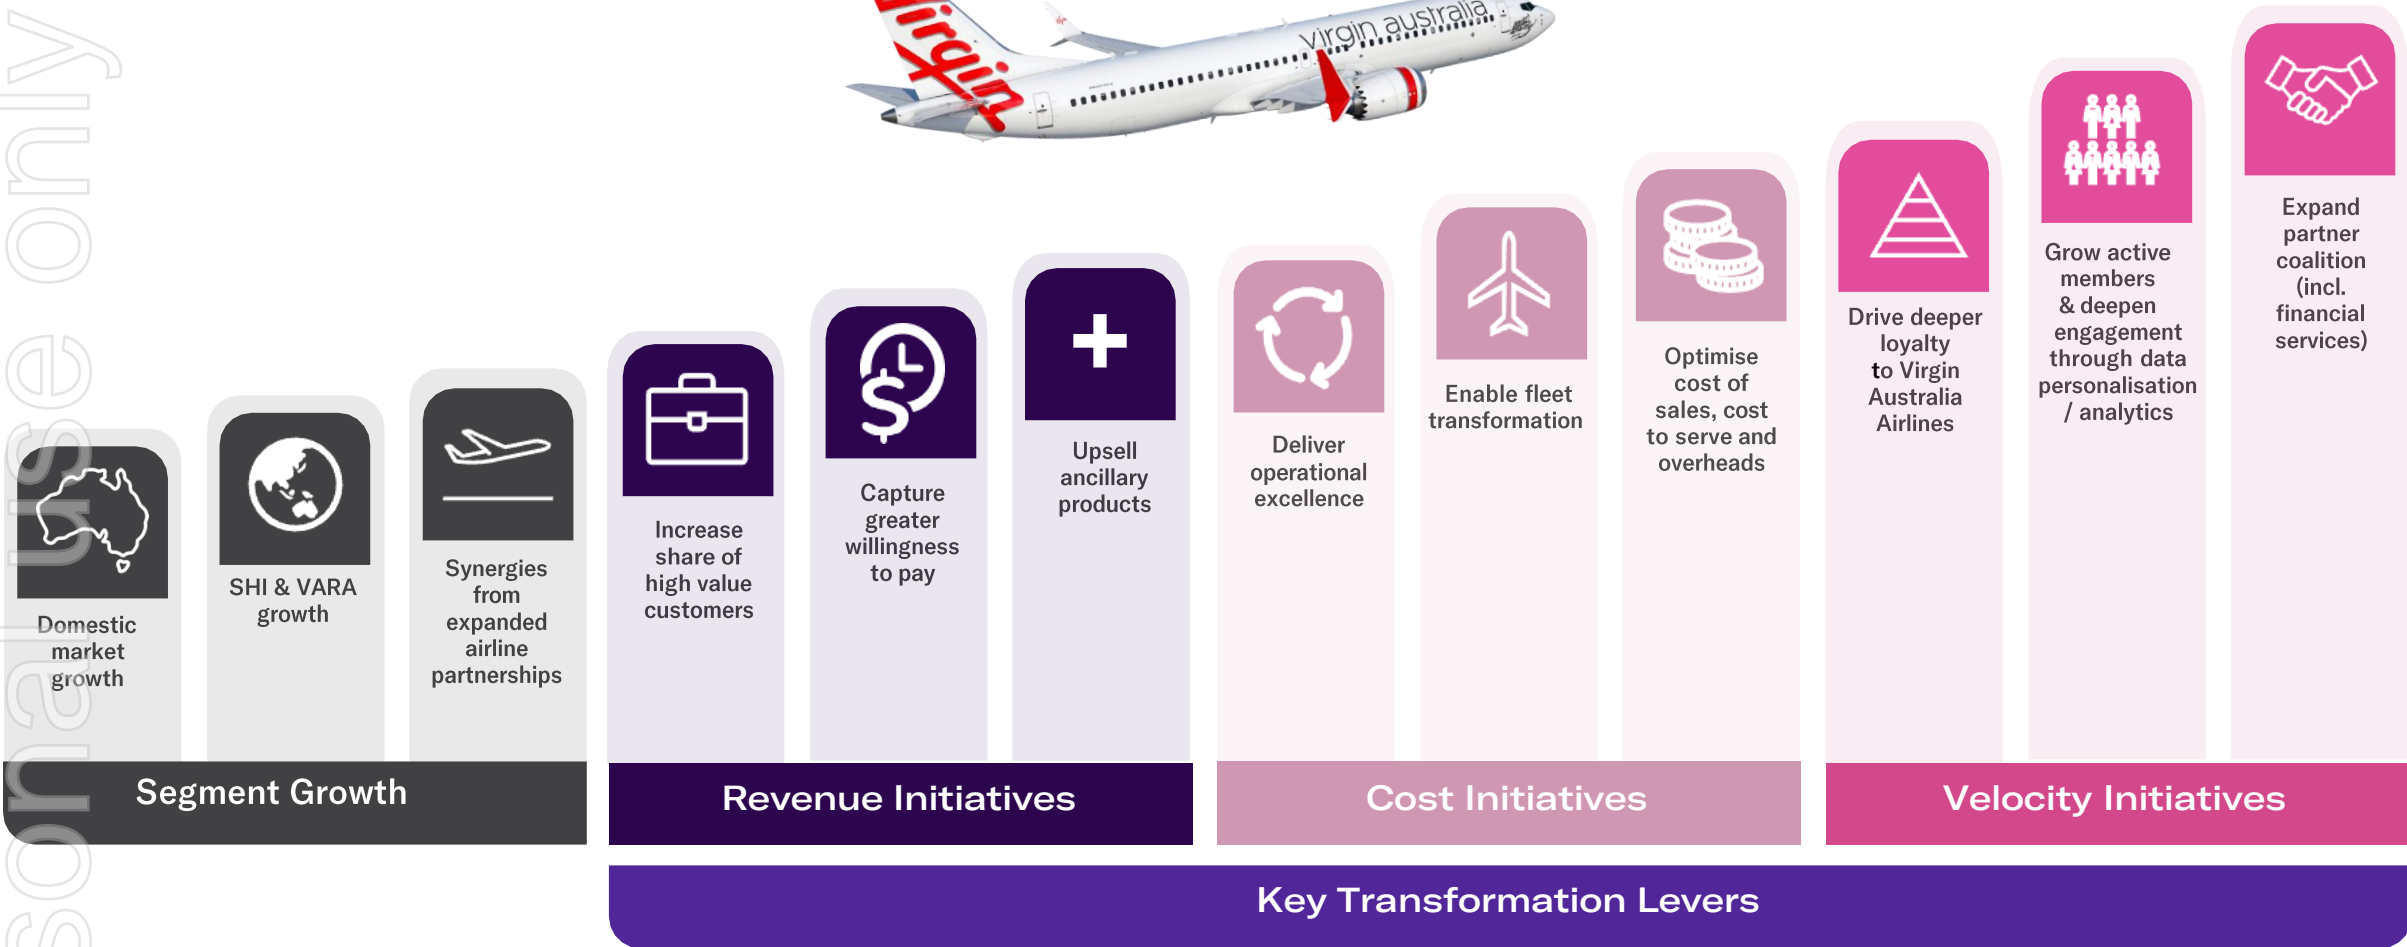 sonal use only
virgin
virgin australia
Domestic
market
growth
SHI & VARA
growth
Synergies
from
expanded
airline
partnerships
Increase
share of
high value
customers
Capture
greater
willingness
to pay
Upsell
ancillary
products
Deliver
operational
excellence
Enable fleet
transformation
Optimise
cost of
sales, cost
to serve and
overheads
Drive deeper
loyalty
to Virgin
Australia
Airlines
Grow active
members
& deepen
engagement
through data
personalisation
/ analytics
Expand
partner
coalition
(incl.
financial
services)
Segment Growth
Revenue Initiatives
Cost Initiatives
Velocity Initiatives
Key Transformation Levers